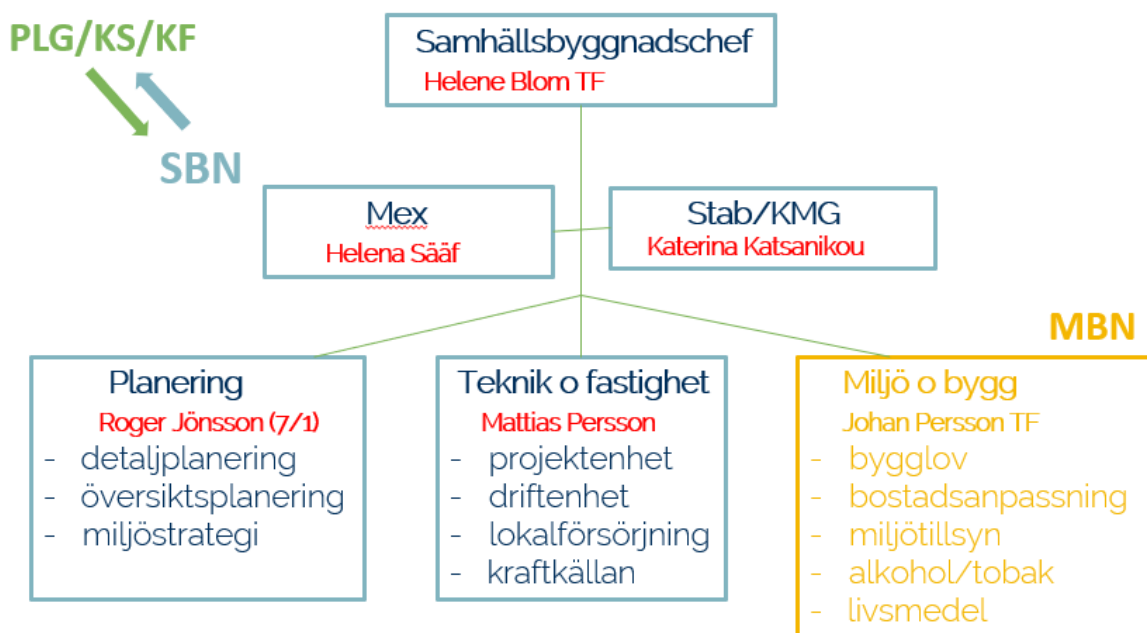 PLG/KS/KF
SBN
Samhällsbyggnadschef
Helene Blom TF
Mex
Helena Sääf
Stab/KMG
Katerina Katsanikou
MBN
Planering
Roger Jönsson (7/1)
- detaljplanering
- översiktsplanering
- miljöstrategi
Teknik o fastighet
Mattias Persson
- projektenhet
- driftenhet
- lokalförsörjning
- kraftkällan
Miljö o bygg
Johan Persson TF
- bygglov
- bostadsanpassning
- miljötillsyn
- alkohol/tobak
- livsmedel